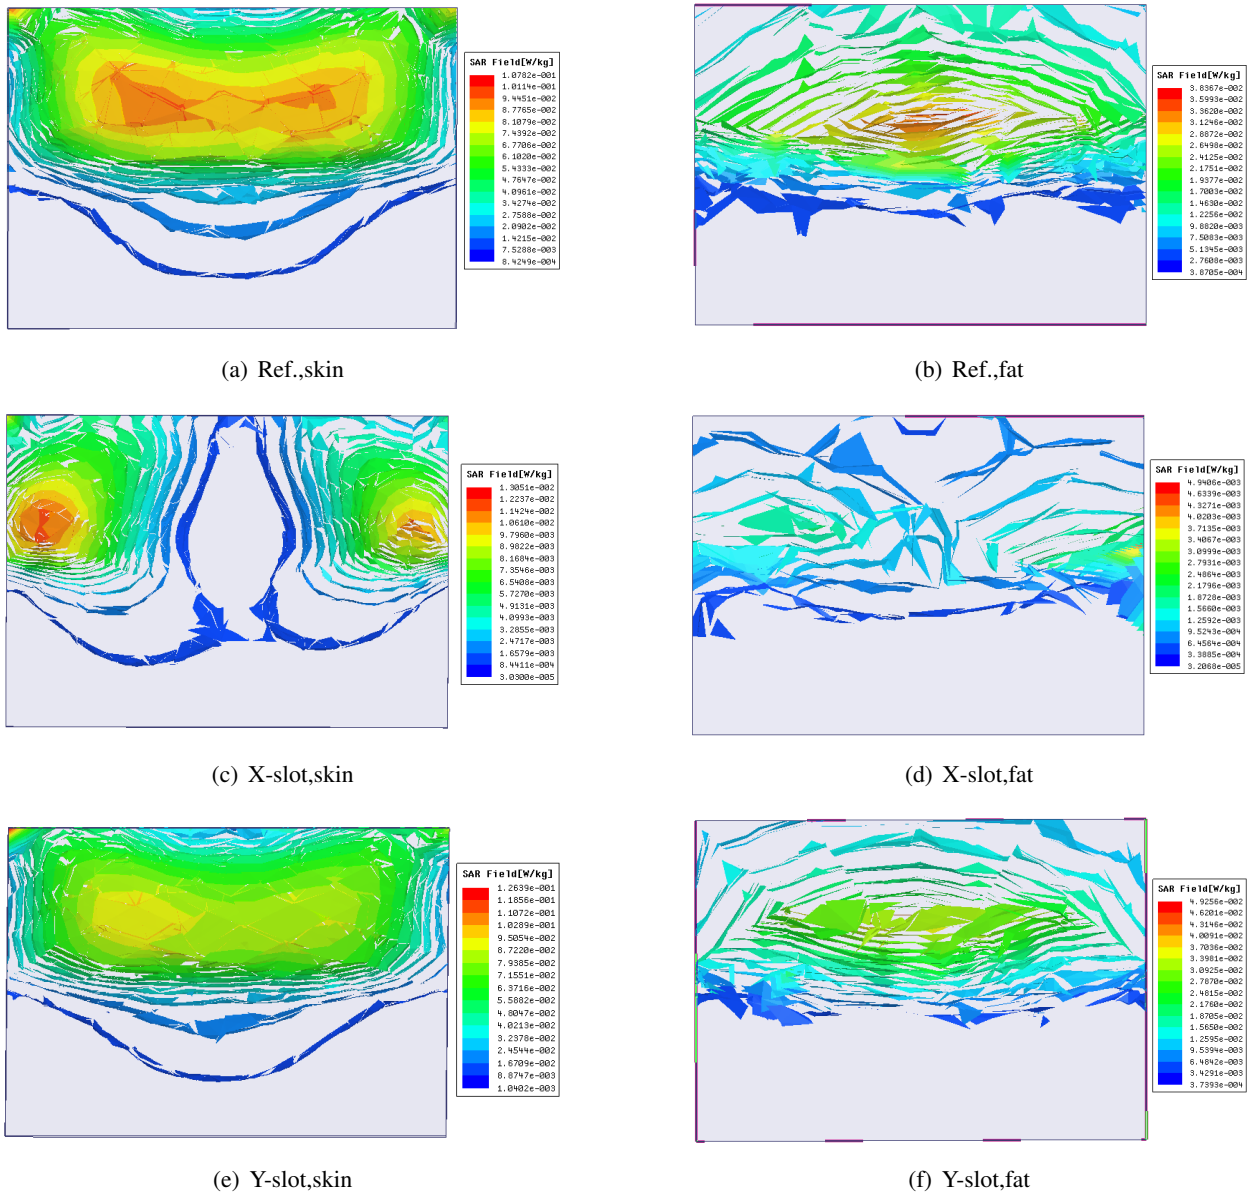 SAR Field[W/kg]
1.0782e-001
1.0114e-001
9.4451e-002
8.7765e-002
8.1079e-002
7.4392e-002
6.7706e-002
6.1020e-002
5.4333e-002
4.7647e-002
4.0961e-002
3.4274e-002
2.7588e-002
2.0902e-002
1.4215e-002
7.5288e-003
8.4249e-004
SAR Field[W/kg]
3.8367e-002
3.5993e-002
3.3620e-002
3.1246e-002
2.8872e-002
2.6498e-002
2.4125e-002
2.1751e-002
1.9377e-002
1.7003e-002
1.4630e-002
1.2256e-002
9.8820e-003
7.5083e-003
5.1345e-003
2.7608e-003
3.8705e-004
(a) Ref.,skin
(b) Ref.,fat
SAR Field[W/kg]
1.3051e-002
1.2237e-002
1.1424e-002
1.0610e-002
9.7960e-003
8.9822e-003
8.1684e-003
7.3546e-003
6.5408e-003
5.7270e-003
4.9131e-003
4.0993e-003
3.2855e-003
2.4717e-003
1.6579e-003
8.4411e-004
3.0300e-005
SAR Field[W/kg]
4.9406e-003
4.6339e-003
4.3271e-003
4.0203e-003
3.7135e-003
3.4067e-003
3.0999e-003
2.7931e-003
2.4864e-003
2.1796e-003
1.8728e-003
1.5660e-003
1.2592e-003
9.5243e-004
6.4564e-004
3.3885e-004
3.2068e-005
(c) X-slot,skin
(d) X-slot,fat
SAR Field[W/kg]
1.2639e-001
1.1856e-001
1.1072e-001
1.0289e-001
9.5054e-002
8.7220e-002
7.9385e-002
7.1551e-002
6.3716e-002
5.5882e-002
4.8047e-002
4.0213e-002
3.2378e-002
2.4544e-002
1.6709e-002
8.8747e-003
1.0402e-003
SAR Field[W/kg]
4.9256e-002
4.6201e-002
4.3146e-002
4.0091e-002
3.7036e-002
3.3981e-002
3.0925e-002
2.7870e-002
2.4815e-002
2.1760e-002
1.8705e-002
1.5650e-002
1.2595e-002
9.5394e-003
6.4842e-003
3.4291e-003
3.7393e-004
(e) Y-slot,skin
(f) Y-slot,fat